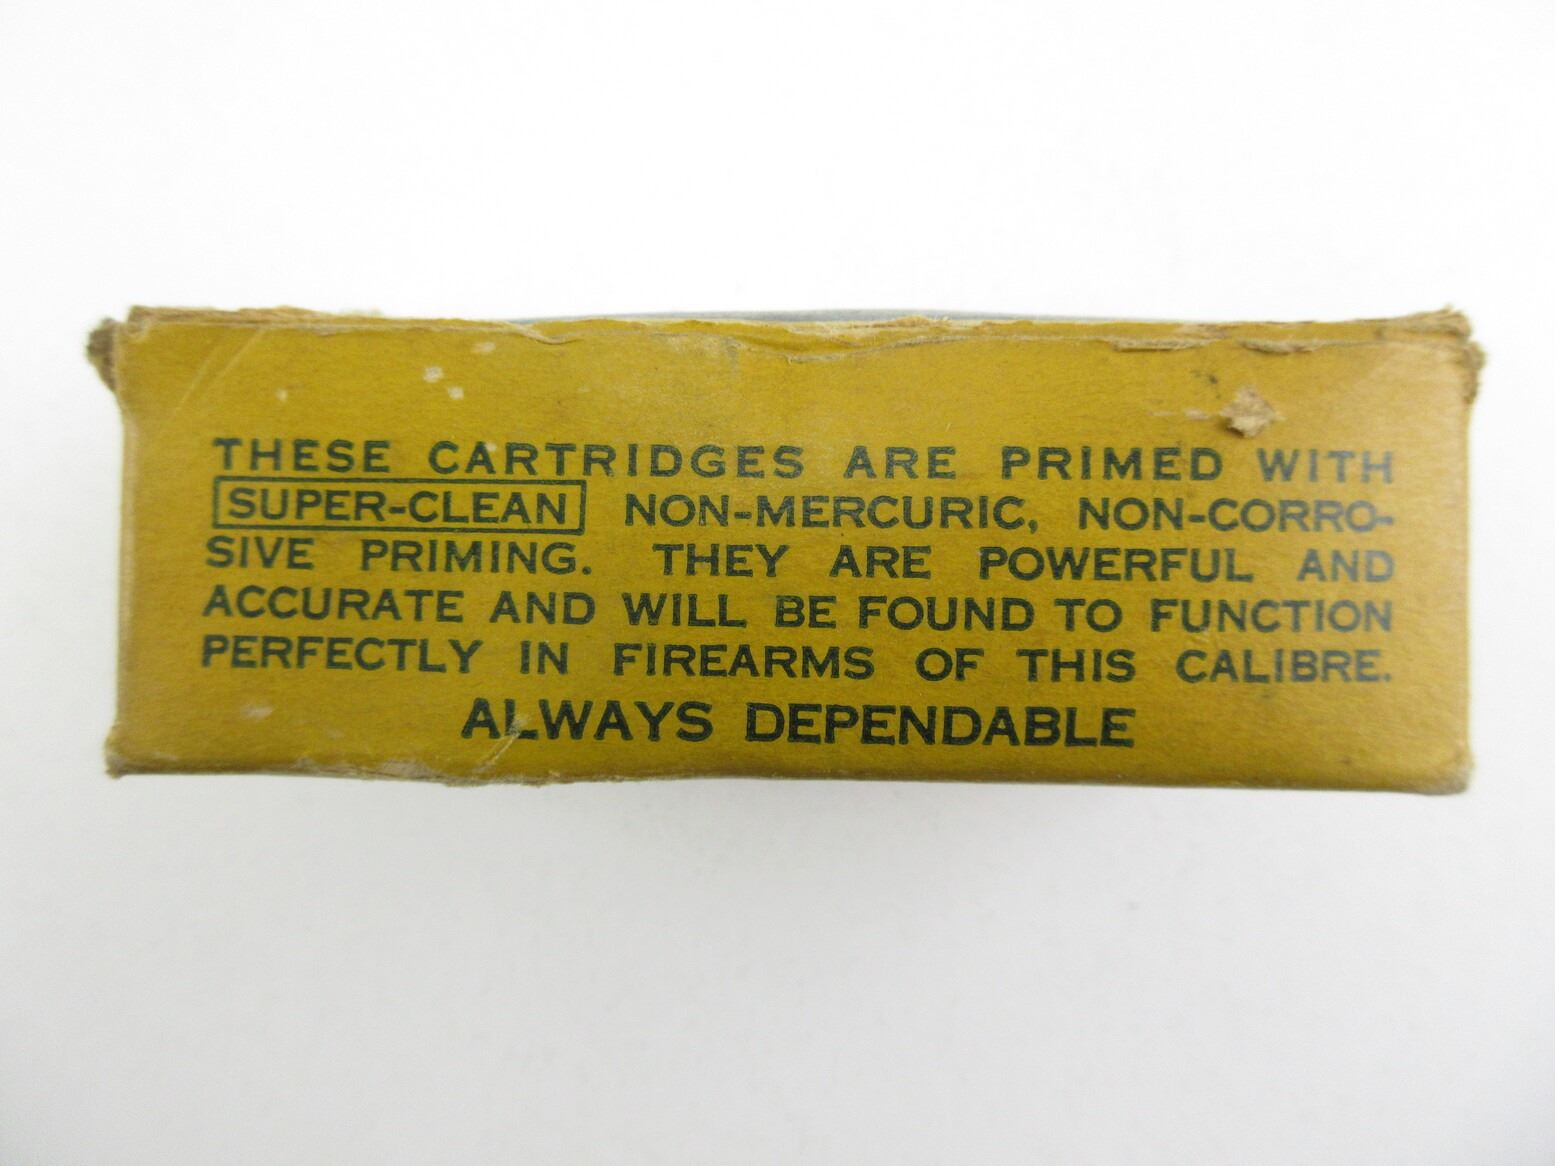 THESE CARTRIDGES ARE PRIMED WITH
SUPER-CLEAN NON-MERCURIC, NON-CORRO-
SIVE PRIMING. THEY ARE POWERFUL AND
ACCURATE AND WILL BE FOUND TO FUNCTION
PERFECTLY IN FIREARMS OF THIS CALIBRE.
ALWAYS DEPENDABLE